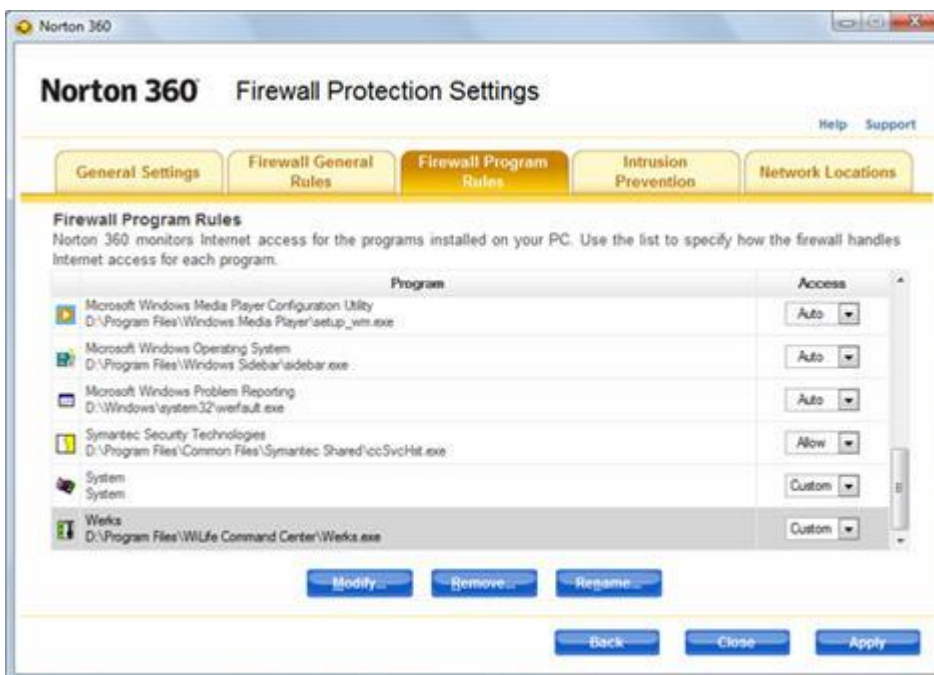 Norton 360
Norton 360 Firewall Protection Settings
Help Support
General Settings
Firewall General Rules
Firewall Program Rules
Intrusion Prevention
Network Locations
Firewall Program Rules
Norton 360 monitors Internet access for the programs installed on your PC. Use the list to specify how the firewall handles
Internet access for each program.
Program Access
Microsoft Windows Media Player Configuration Utility
D:\Program Files\Windows Media Player\setup_wm.exe
Auto
Microsoft Windows Operating System
D:\Program Files\Windows Sidebar\sidebar.exe
Auto
Microsoft Windows Problem Reporting
D:\Windows\system32\werfault.exe
Auto
Symantec Security Technologies
D:\Program Files\Common Files\Symantec Shared\ccSvcHst.exe
Allow
System
System
Custom
Werks
D:\Program Files\WiLife Command Center\Werks.exe
Custom
Modify... Remove... Rename...
Back Close Apply